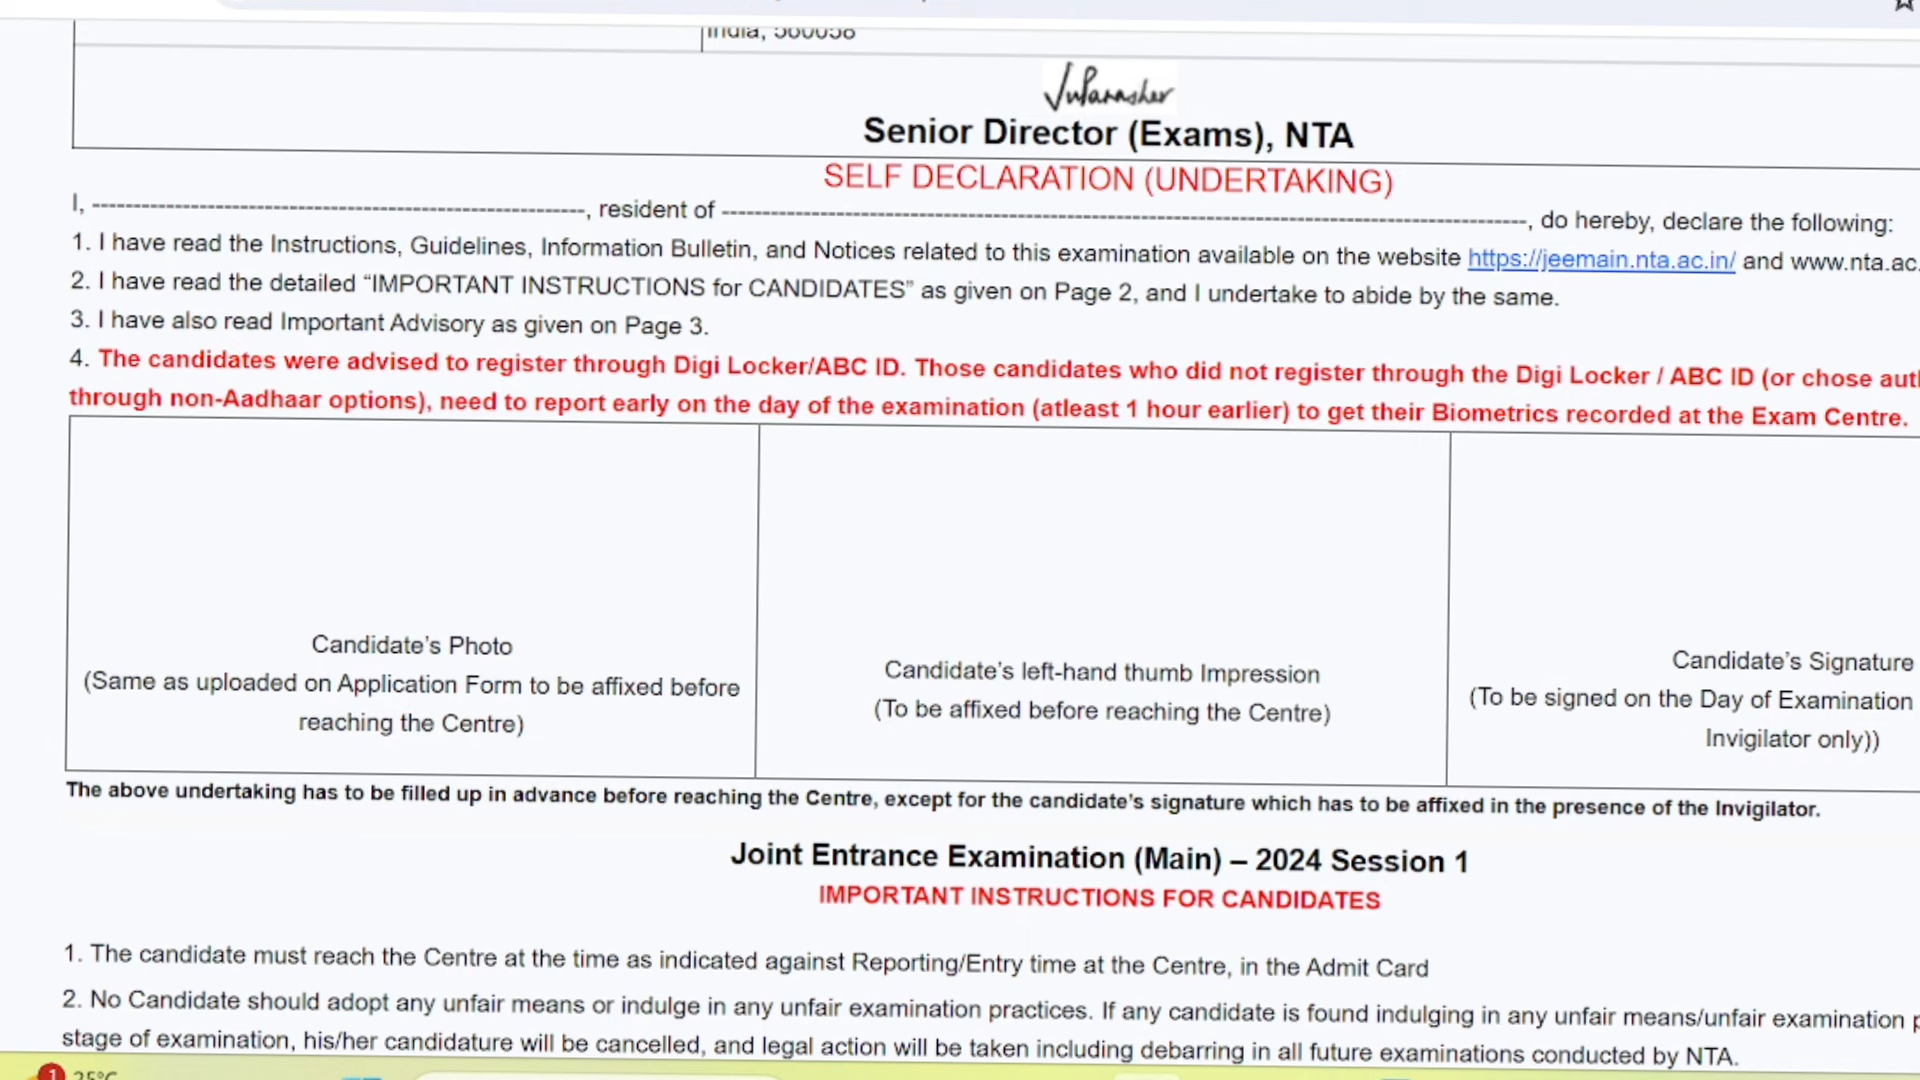 India, 560058
Senior Director (Exams), NTA
SELF DECLARATION (UNDERTAKING)
I, ------------------------------------------------------------, resident of --------------------------------------------------------------------------------------------------, do hereby, declare the following:
1. I have read the Instructions, Guidelines, Information Bulletin, and Notices related to this examination available on the website https://jeemain.nta.ac.in/ and www.nta.ac.
2. I have read the detailed “IMPORTANT INSTRUCTIONS for CANDIDATES” as given on Page 2, and I undertake to abide by the same.
3. I have also read Important Advisory as given on Page 3.
4. The candidates were advised to register through Digi Locker/ABC ID. Those candidates who did not register through the Digi Locker / ABC ID (or chose
through non-Aadhaar options), need to report early on the day of the examination (atleast 1 hour earlier) to get their Biometrics recorded at the Exam Centre.
Candidate’s Photo
(Same as uploaded on Application Form to be affixed before
reaching the Centre)
Candidate’s left-hand thumb Impression
(To be affixed before reaching the Centre)
Candidate’s Signature
(To be signed on the Day of Examination
Invigilator only))
The above undertaking has to be filled up in advance before reaching the Centre, except for the candidate’s signature which has to be affixed in the presence of the Invigilator.
Joint Entrance Examination (Main) – 2024 Session 1
IMPORTANT INSTRUCTIONS FOR CANDIDATES
1. The candidate must reach the Centre at the time as indicated against Reporting/Entry time at the Centre, in the Admit Card
2. No Candidate should adopt any unfair means or indulge in any unfair examination practices. If any candidate is found indulging in any unfair means/unfair examination
stage of examination, his/her candidature will be cancelled, and legal action will be taken including debarring in all future examinations conducted by NTA.
1
25°C